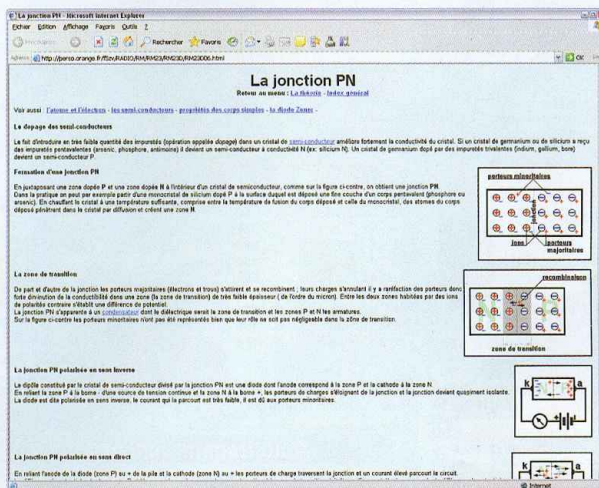 La jonction PN - Microsoft Internet Explorer
Fichier Edition Affichage Favoris Outils ?
Rechercher Favoris
http://perso.orange.fr/f5zv/RADIO/RM/RM23/RM23D/RM23D06.html
OK
La jonction PN
Retour au menu : La théorie - Index général
Voir aussi : l'atome et l'électron - les semi-conducteurs - propriétés des corps simples - la diode Zener -
Le dopage des semi-conducteurs
Le fait d'introduire en très faible quantité des impuretés (opération appelée dopage) dans un cristal de semi-conducteur améliore fortement la conductivité du cristal. Si un cristal de germanium ou de silicium a reçu
des impuretés pentavalentes (arsenic, phosphore, antimoine) il devient un semi-conducteur à conductivité N (ex: silicium N). Un cristal de germanium dopé par des impuretés trivalentes (indium, gallium, bore)
devient un semi-conducteur P.
Formation d'une jonction PN
En juxtaposant une zone dopée P et une zone dopée N à l'intérieur d'un cristal de semiconducteur, comme sur la figure ci-contre, on obtient une jonction PN.
Dans la pratique on peut par exemple partir d'une monocristal de silicium dopé P à la surface duquel est déposé une fine couche d'un corps pentavalent (phosphore ou
arsenic). En chauffant le cristal à une température suffisante, comprise entre la température de fusion du corps déposé et celle du monocristal, des atomes du corps
déposé pénètrent dans le cristal par diffusion et créent une zone N.
porteurs minoritaires
jonction
ions porteurs
majoritaires
La zone de transition
De part et d'autre de la jonction les porteurs majoritaires (électrons et trous) s'attirent et se recombinent ; leurs charges s'annulant il y a raréfaction des porteurs donc
forte diminution de la conductibilité dans une zone (la zone de transition) de très faible épaisseur ( de l'ordre du micron). Entre les deux zones habitées par des ions
de polarité contraire s'établit une différence de potentiel.
La jonction PN s'apparente à un condensateur dont le diélectrique serait la zone de transition et les zones P et N les armatures.
Sur la figure ci-contre les porteurs minoritaires n'ont pas été représentés bien que leur rôle ne soit pas négligeable dans la zône de transition.
recombinaison
zone de transition
La jonction PN polarisée en sens inverse
Le dipôle constitué par le cristal de semi-conducteur divisé par la jonction PN est une diode dont l'anode correspond à la zone P et la cathode à la zone N.
En reliant la zone P à la borne - d'une source de tension continue et la zone N à la borne +, les porteurs de charges s'éloignent de la jonction et la jonction devient quasiment isolante.
La diode est dite polarisée en sens inverse, le courant qui la parcourt est très faible, il est dû aux porteurs minoritaires.
k a
La jonction PN polarisée en sens direct
En reliant l'anode de la diode (zone P) au + de la pile et la cathode (zone N) au - les porteurs de charge traversent la jonction et un courant élevé parcourt le circuit.
k a
Internet